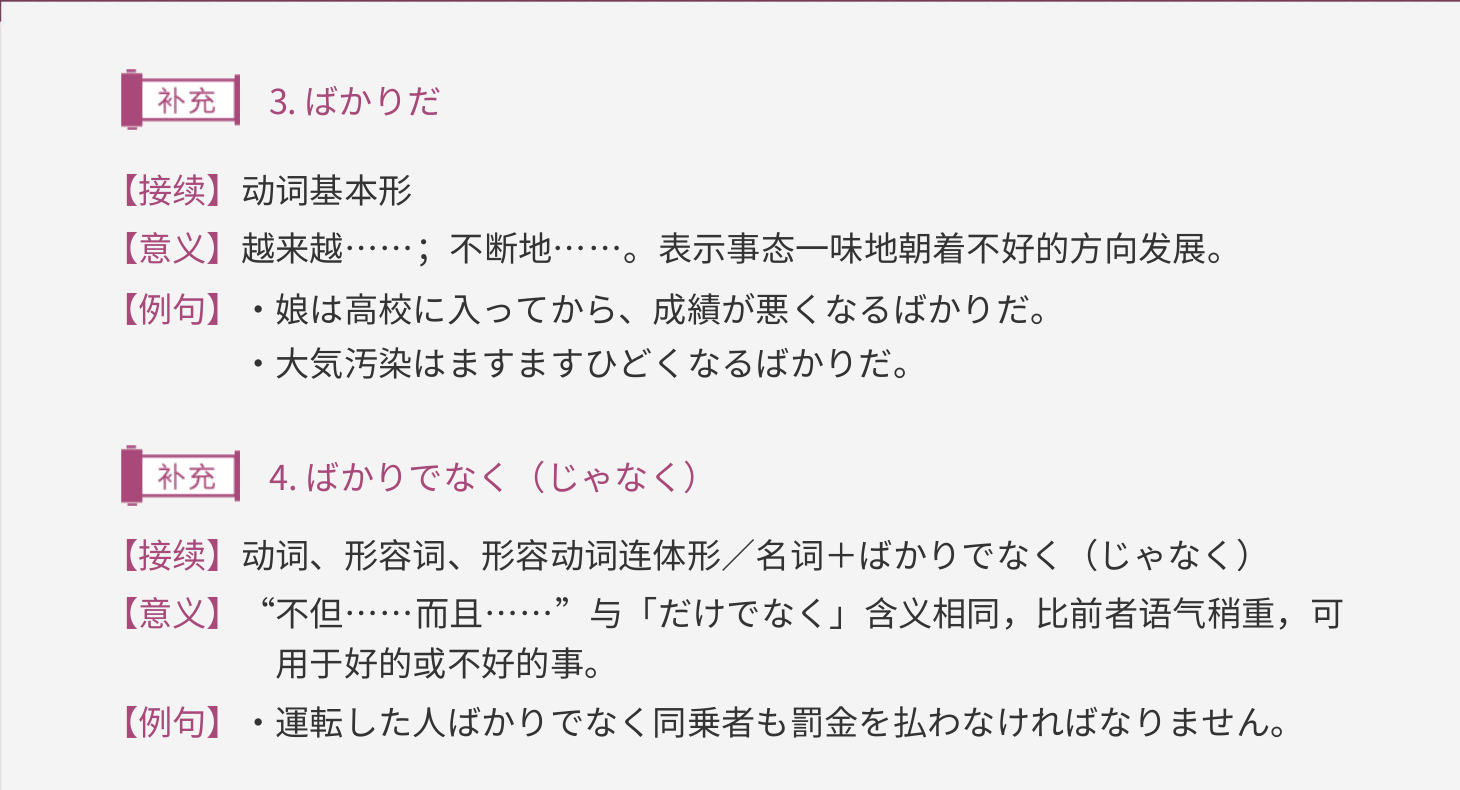 补充 3. ばかりだ
【接续】动词基本形
【意义】越来越……；不断地……。表示事态一味地朝着不好的方向发展。
【例句】・娘は高校に入ってから、成績が悪くなるばかりだ。
・大気汚染はますますひどくなるばかりだ。
补充 4. ばかりでなく（じゃなく）
【接续】动词、形容词、形容动词连体形／名词＋ばかりでなく（じゃなく）
【意义】“不但……而且……”与「だけでなく」含义相同，比前者语气稍重，可
用于好的或不好的事。
【例句】・運転した人ばかりでなく同乗者も罰金を払わなければなりません。